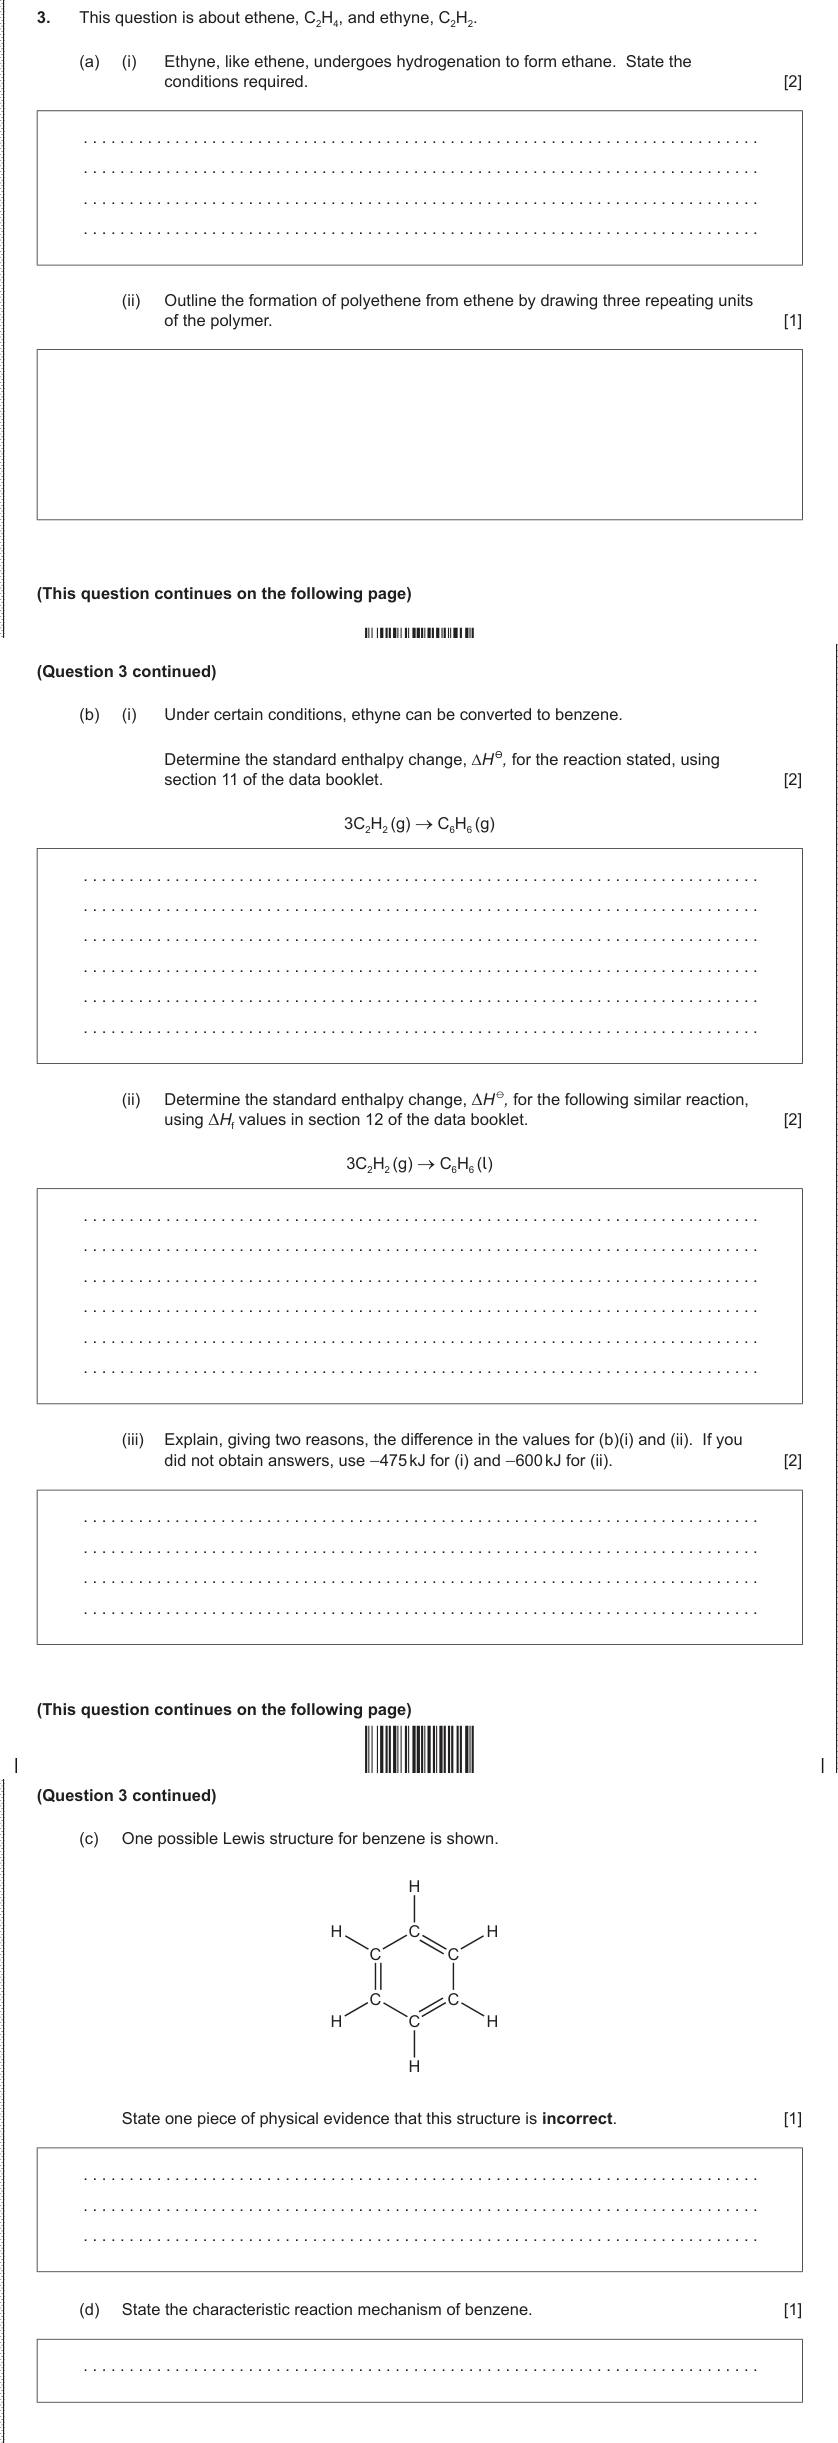 3. This question is about ethene, C₂H₄, and ethyne, C₂H₂.
(a) (i) Ethyne, like ethene, undergoes hydrogenation to form ethane. State the
conditions required. [2]
(ii) Outline the formation of polyethene from ethene by drawing three repeating units
of the polymer. [1]
(This question continues on the following page)
(Question 3 continued)
(b) (i) Under certain conditions, ethyne can be converted to benzene.
Determine the standard enthalpy change, ΔH⊖, for the reaction stated, using
section 11 of the data booklet. [2]
3C₂H₂ (g) → C₆H₆ (g)
(ii) Determine the standard enthalpy change, ΔH⊖, for the following similar reaction,
using ΔHf values in section 12 of the data booklet. [2]
3C₂H₂ (g) → C₆H₆ (l)
(iii) Explain, giving two reasons, the difference in the values for (b)(i) and (ii). If you
did not obtain answers, use –475 kJ for (i) and –600 kJ for (ii). [2]
(This question continues on the following page)
(Question 3 continued)
(c) One possible Lewis structure for benzene is shown.
H
H C H
C C
C C
H C H
H
State one piece of physical evidence that this structure is incorrect. [1]
(d) State the characteristic reaction mechanism of benzene. [1]